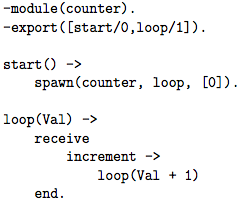 -module(counter).
-export([start/0,loop/1]).
start() ->
spawn(counter, loop, [0]).
loop(Val) ->
receive
increment ->
loop(Val + 1)
end.